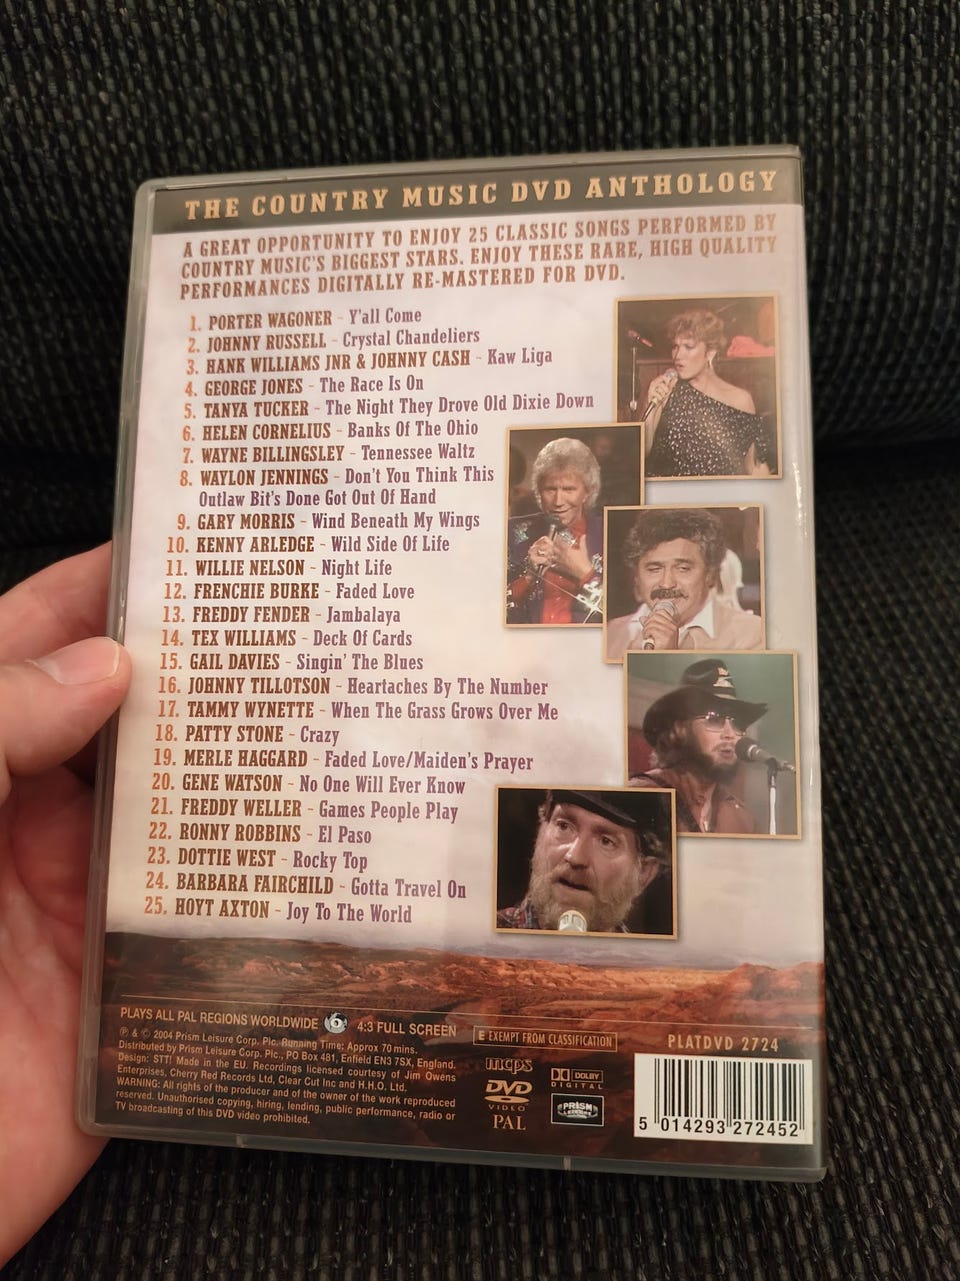 THE COUNTRY MUSIC DVD ANTHOLOGY
A GREAT OPPORTUNITY TO ENJOY 25 CLASSIC SONGS PERFORMED BY
COUNTRY MUSIC'S BIGGEST STARS. ENJOY THESE RARE, HIGH QUALITY
PERFORMANCES DIGITALLY RE-MASTERED FOR DVD.
1. PORTER WAGONER - Y'all Come
2. JOHNNY RUSSELL - Crystal Chandeliers
3. HANK WILLIAMS JNR & JOHNNY CASH - Kaw Liga
4. GEORGE JONES - The Race Is On
5. TANYA TUCKER - The Night They Drove Old Dixie Down
6. HELEN CORNELIUS - Banks Of The Ohio
7. WAYNE BILLINGSLEY - Tennessee Waltz
8. WAYLON JENNINGS - Don't You Think This
Outlaw Bit's Done Got Out Of Hand
9. GARY MORRIS - Wind Beneath My Wings
10. KENNY ARLEDGE - Wild Side Of Life
11. WILLIE NELSON - Night Life
12. FRENCHIE BURKE - Faded Love
13. FREDDY FENDER - Jambalaya
14. TEX WILLIAMS - Deck Of Cards
15. GAIL DAVIES - Singin' The Blues
16. JOHNNY TILLOTSON - Heartaches By The Number
17. TAMMY WYNETTE - When The Grass Grows Over Me
18. PATTY STONE - Crazy
19. MERLE HAGGARD - Faded Love/Maiden's Prayer
20. GENE WATSON - No One Will Ever Know
21. FREDDY WELLER - Games People Play
22. RONNY ROBBINS - El Paso
23. DOTTIE WEST - Rocky Top
24. BARBARA FAIRCHILD - Gotta Travel On
25. HOYT AXTON - Joy To The World
PLAYS ALL PAL REGIONS WORLDWIDE 4:3 FULL SCREEN
℗ & © 2004 Prism Leisure Corp. Plc. Running Time: Approx 70 mins.
Distributed by Prism Leisure Corp. Plc., PO Box 481, Enfield EN3 7SX, England.
Design: STT! Made in the EU. Recordings licensed courtesy of Jim Owens
Enterprises, Cherry Red Records Ltd, Clear Cut Inc and H.H.O. Ltd.
WARNING: All rights of the producer and of the owner of the work reproduced
reserved. Unauthorised copying, hiring, lending, public performance, radio or
TV broadcasting of this DVD video prohibited.
E EXEMPT FROM CLASSIFICATION
mcps
DVD
VIDEO
PAL
DOLBY
DIGITAL
PRISM
LEISURE
PLATDVD 2724
5 014293 272452